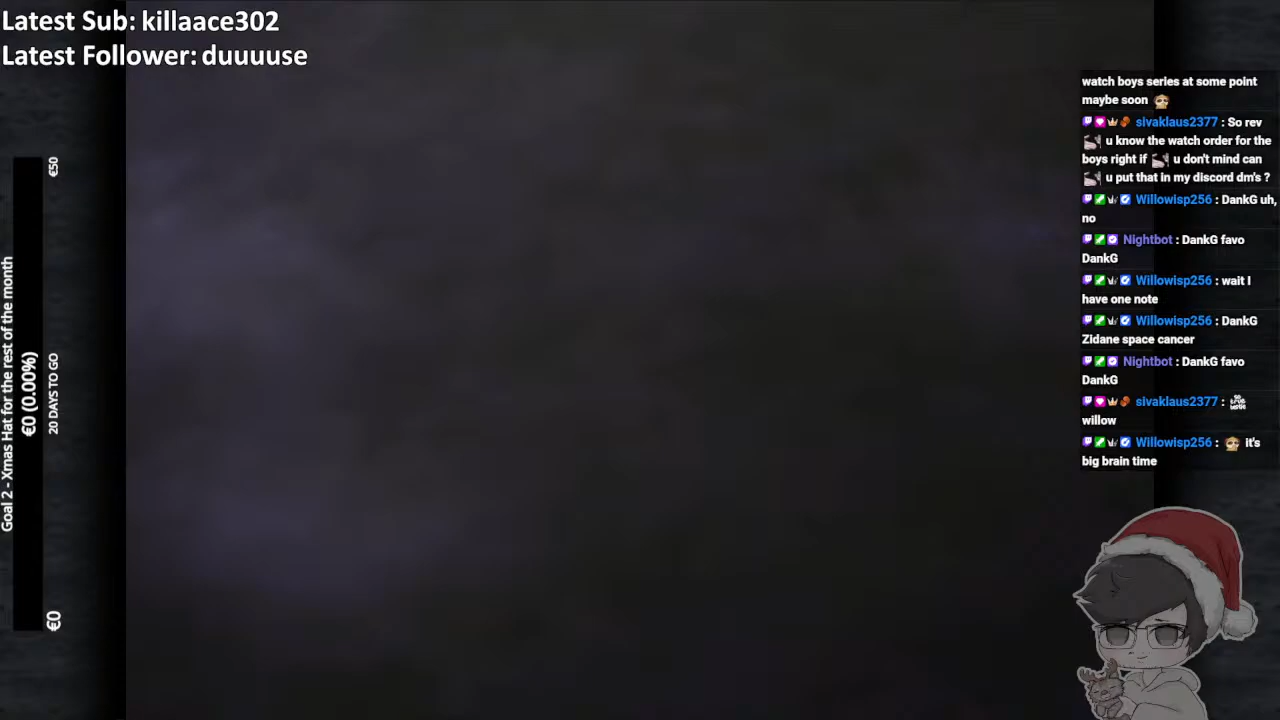 Latest Sub: killaace302
Latest Follower: duuuuse
Goal 2 - Xmas Hat for the rest of the month
€0 (0.00%)
20 DAYS TO GO
€50
€0
watch boys series at some point
maybe soon
sivaklaus2377 : So rev
u know the watch order for the
boys right if u don't mind can
u put that in my discord dm's ?
Willowisp256 : DankG uh,
no
Nightbot : DankG favo
DankG
Willowisp256 : wait I
have one note
Willowisp256 : DankG
Zidane space cancer
Nightbot : DankG favo
DankG
sivaklaus2377 :
willow
Willowisp256 : it's
big brain time